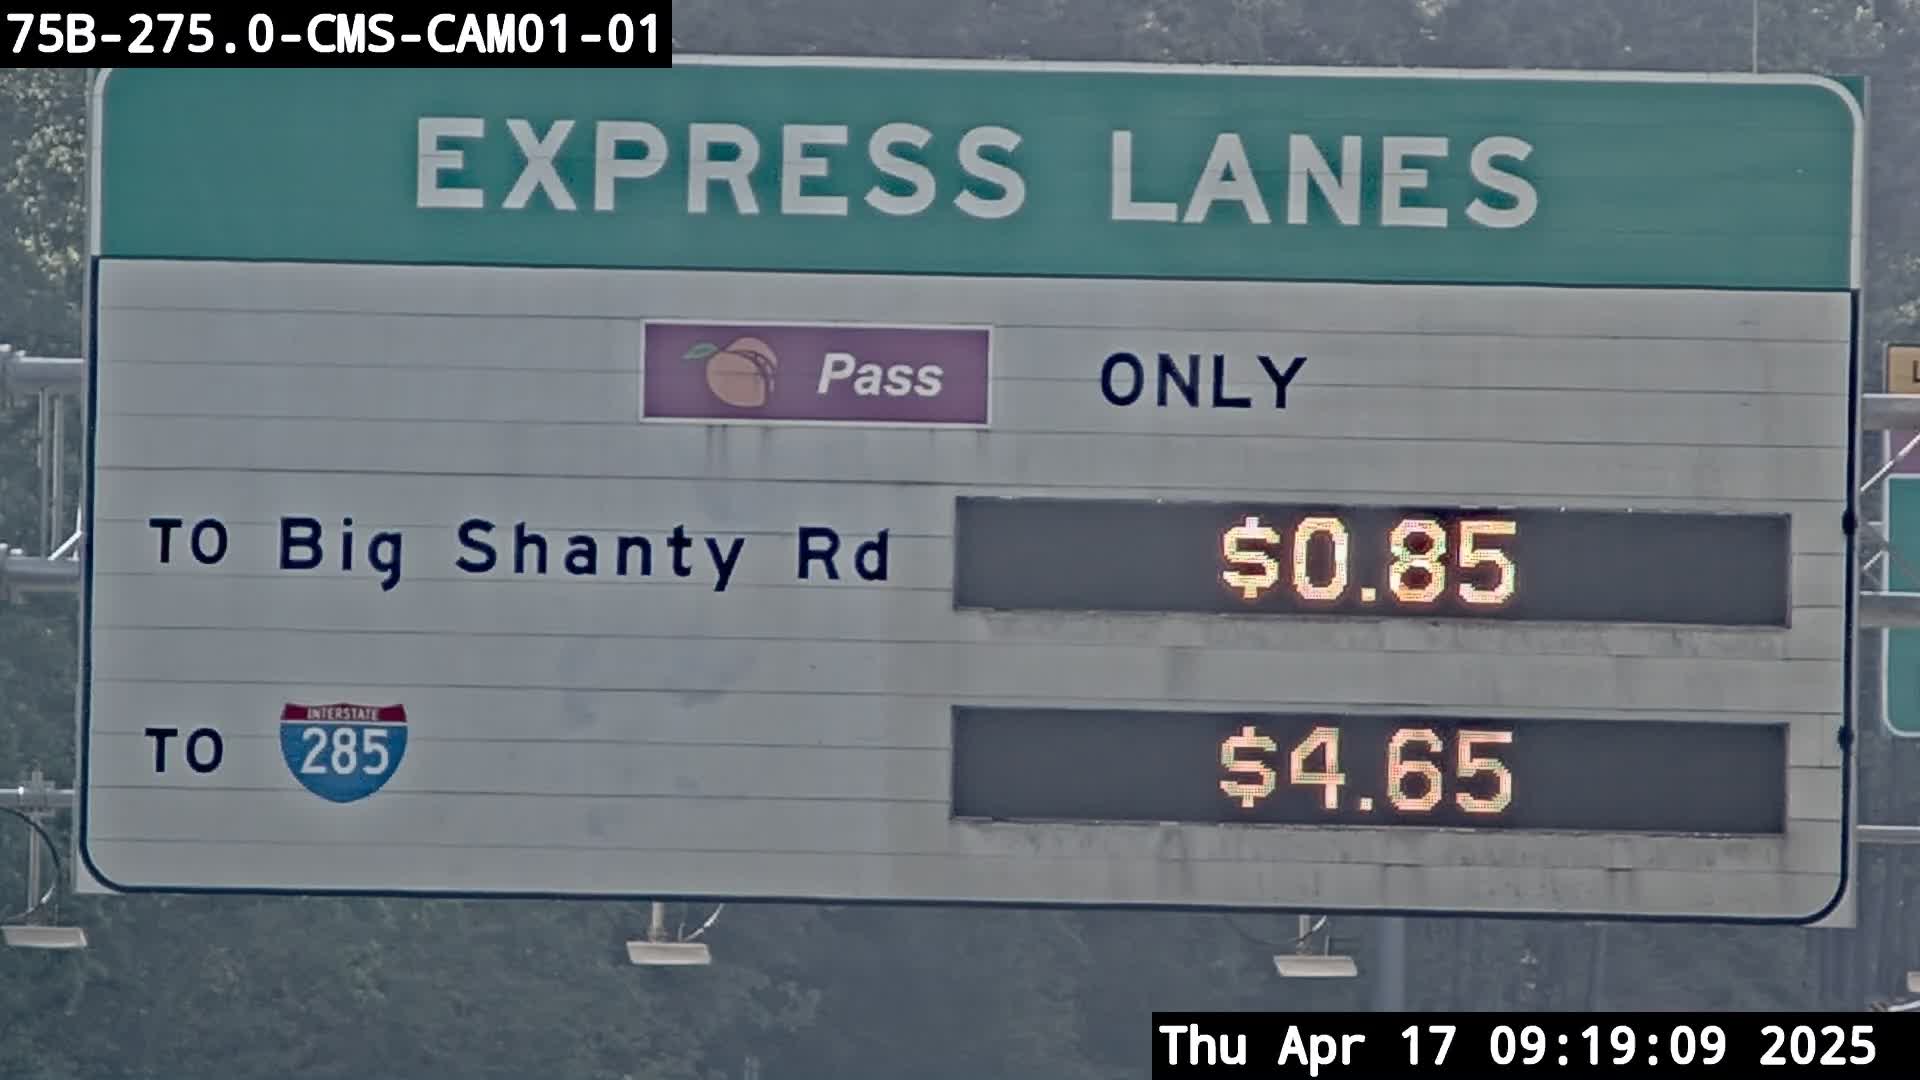 75B-275.0-CMS-CAM01-01
EXPRESS LANES
Pass ONLY
TO Big Shanty Rd $0.85
TO INTERSTATE 285 $4.65
Thu Apr 17 09:19:09 2025